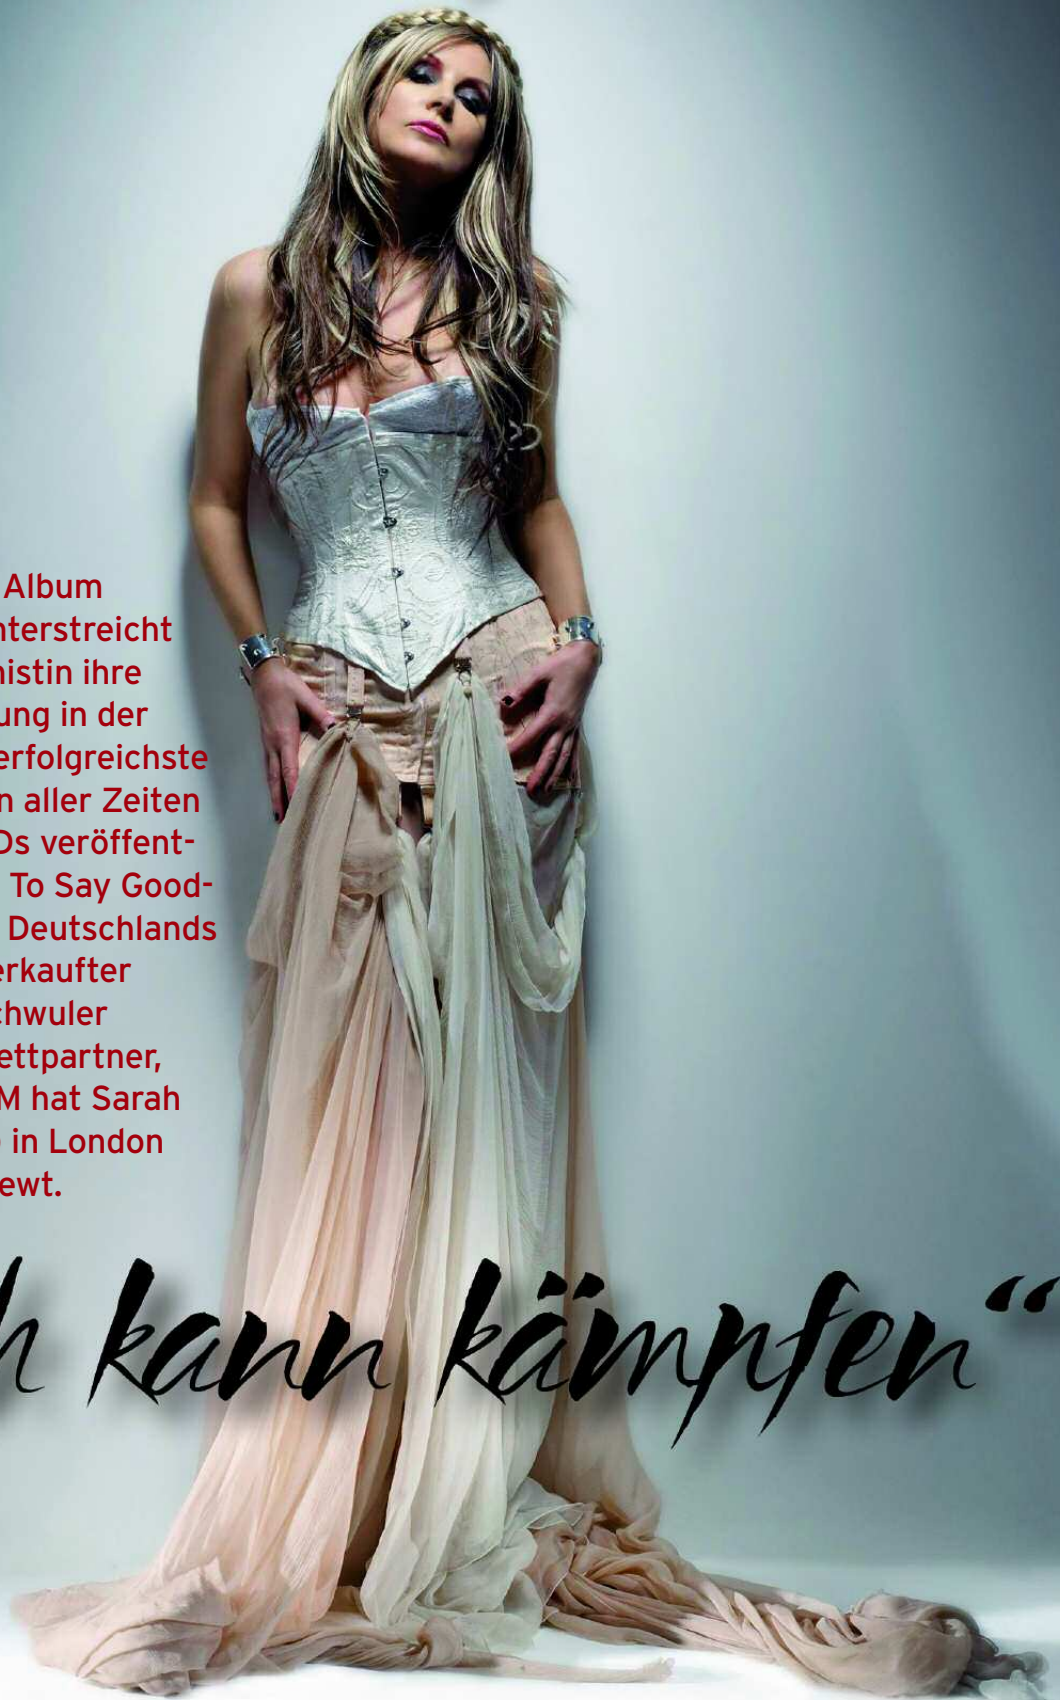 Album
nterstreicht
nistin ihre
ung in der
erfolgreichste
n aller Zeiten
Ds veröffent-
To Say Good-
Deutschlands
erkaufter
chwuler
ettpartner,
M hat Sarah
in London
ewt.
h kann kämpfen“